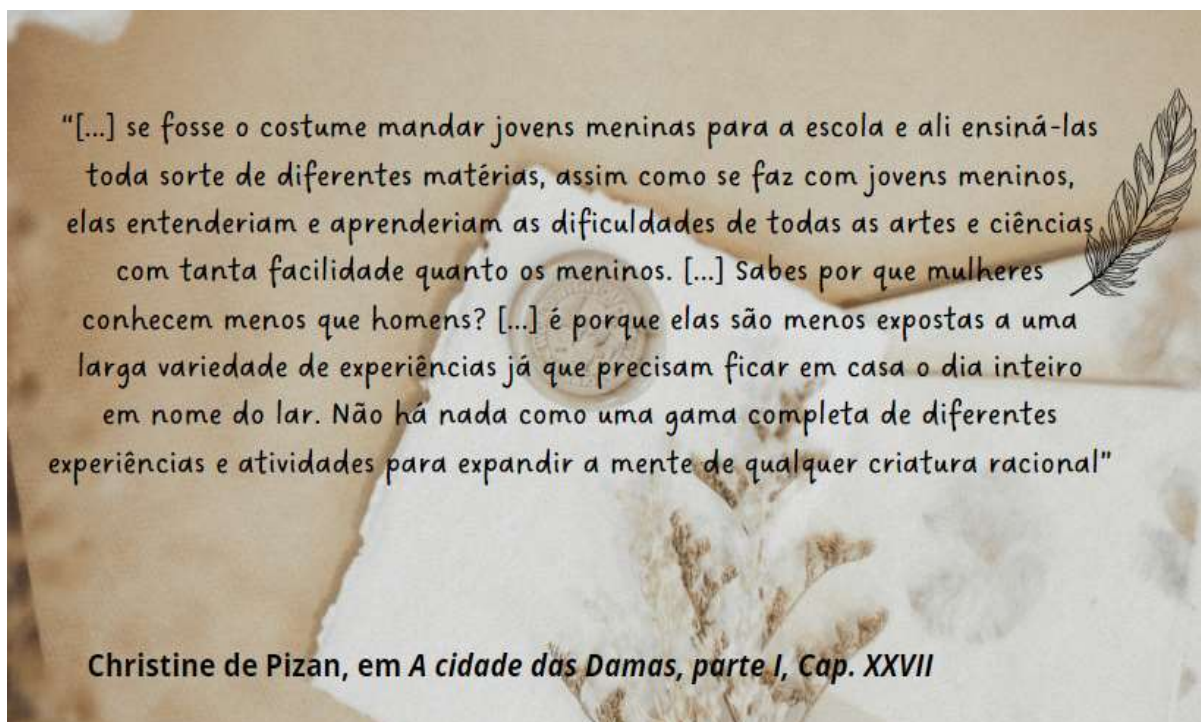 “[...] se fosse o costume mandar jovens meninas para a escola e ali ensiná-las
toda sorte de diferentes matérias, assim como se faz com jovens meninos,
elas entenderiam e aprenderiam as dificuldades de todas as artes e ciências
com tanta facilidade quanto os meninos. [...] Sabes por que mulheres
conhecem menos que homens? [...] é porque elas são menos expostas a uma
larga variedade de experiências já que precisam ficar em casa o dia inteiro
em nome do lar. Não há nada como uma gama completa de diferentes
experiências e atividades para expandir a mente de qualquer criatura racional”
Christine de Pizan, em A cidade das Damas, parte I, Cap. XXVII